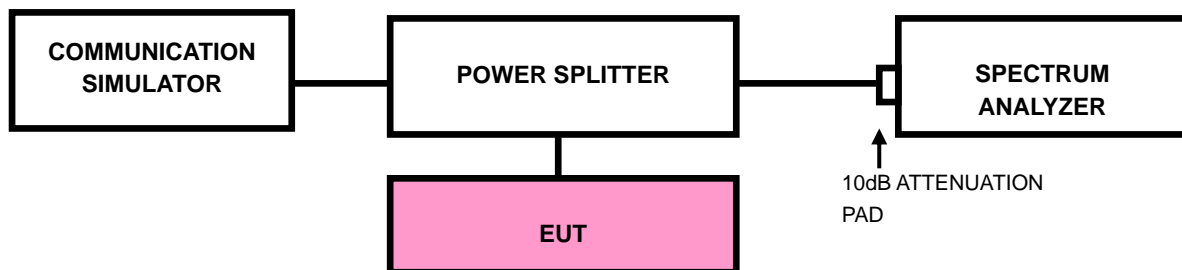 COMMUNICATION
SIMULATOR
POWER SPLITTER
SPECTRUM
ANALYZER
10dB ATTENUATION
PAD
EUT